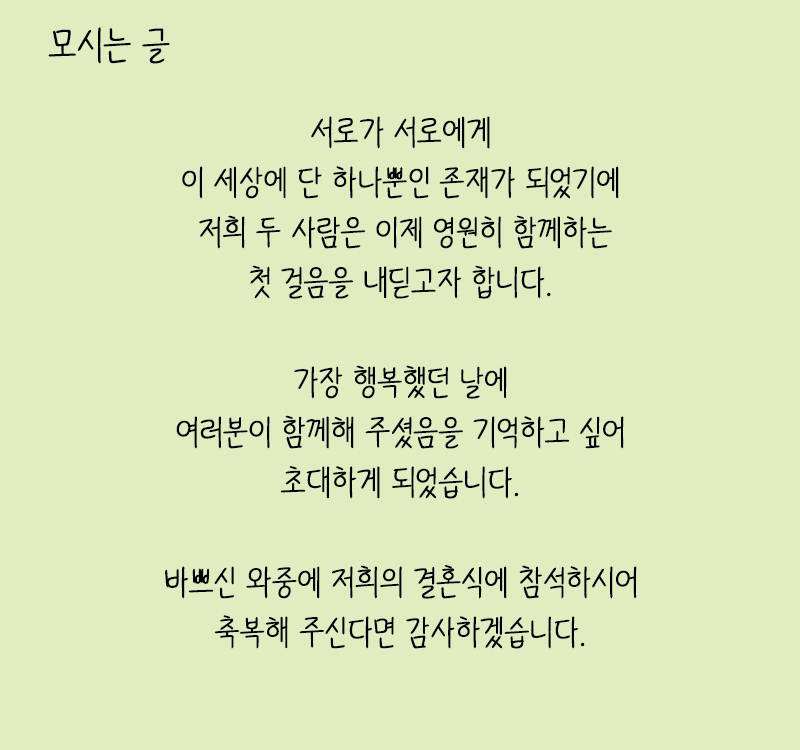 모시는 글
서로가 서로에게
이 세상에 단 하나뿐인 존재가 되었기에
저희 두 사람은 이제 영원히 함께하는
첫 걸음을 내딛고자 합니다.
가장 행복했던 날에
여러분이 함께해 주셨음을 기억하고 싶어
초대하게 되었습니다.
바쁘신 와중에 저희의 결혼식에 참석하시어
축복해 주신다면 감사하겠습니다.